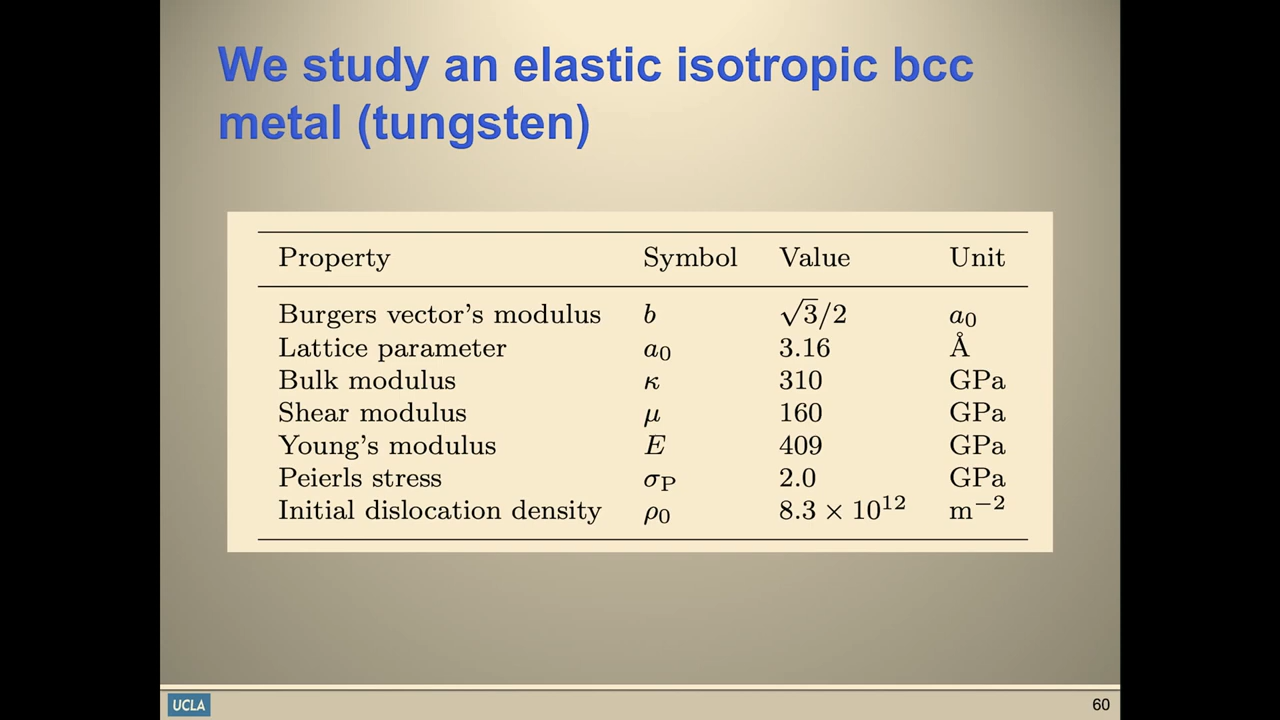 We study an elastic isotropic bcc
metal (tungsten)
Property Symbol Value Unit
Burgers vector's modulus b √3/2 a₀
Lattice parameter a₀ 3.16 Å
Bulk modulus κ 310 GPa
Shear modulus μ 160 GPa
Young's modulus E 409 GPa
Peierls stress σ_P 2.0 GPa
Initial dislocation density ρ₀ 8.3 × 10¹² m⁻²
UCLA
60